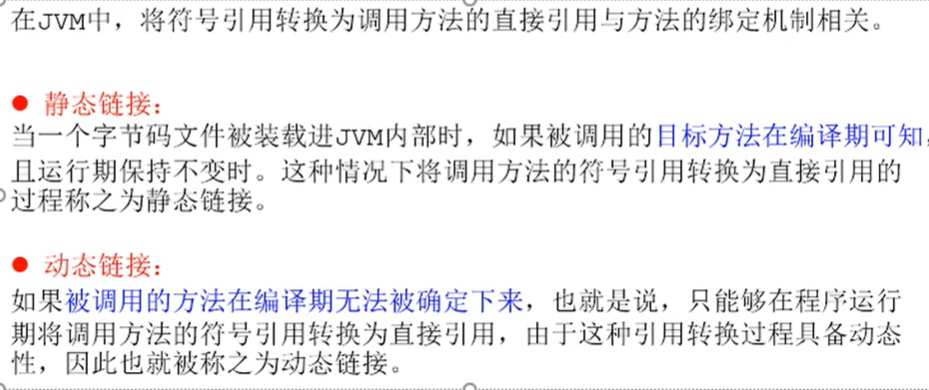 在JVM中，将符号引用转换为调用方法的直接引用与方法的绑定机制相关。
● 静态链接：
当一个字节码文件被装载进JVM内部时，如果被调用的目标方法在编译期可知，
且运行期保持不变时。这种情况下将调用方法的符号引用转换为直接引用的
过程称之为静态链接。
● 动态链接：
如果被调用的方法在编译期无法被确定下来，也就是说，只能够在程序运行
期将调用方法的符号引用转换为直接引用，由于这种引用转换过程具备动态
性，因此也就被称之为动态链接。